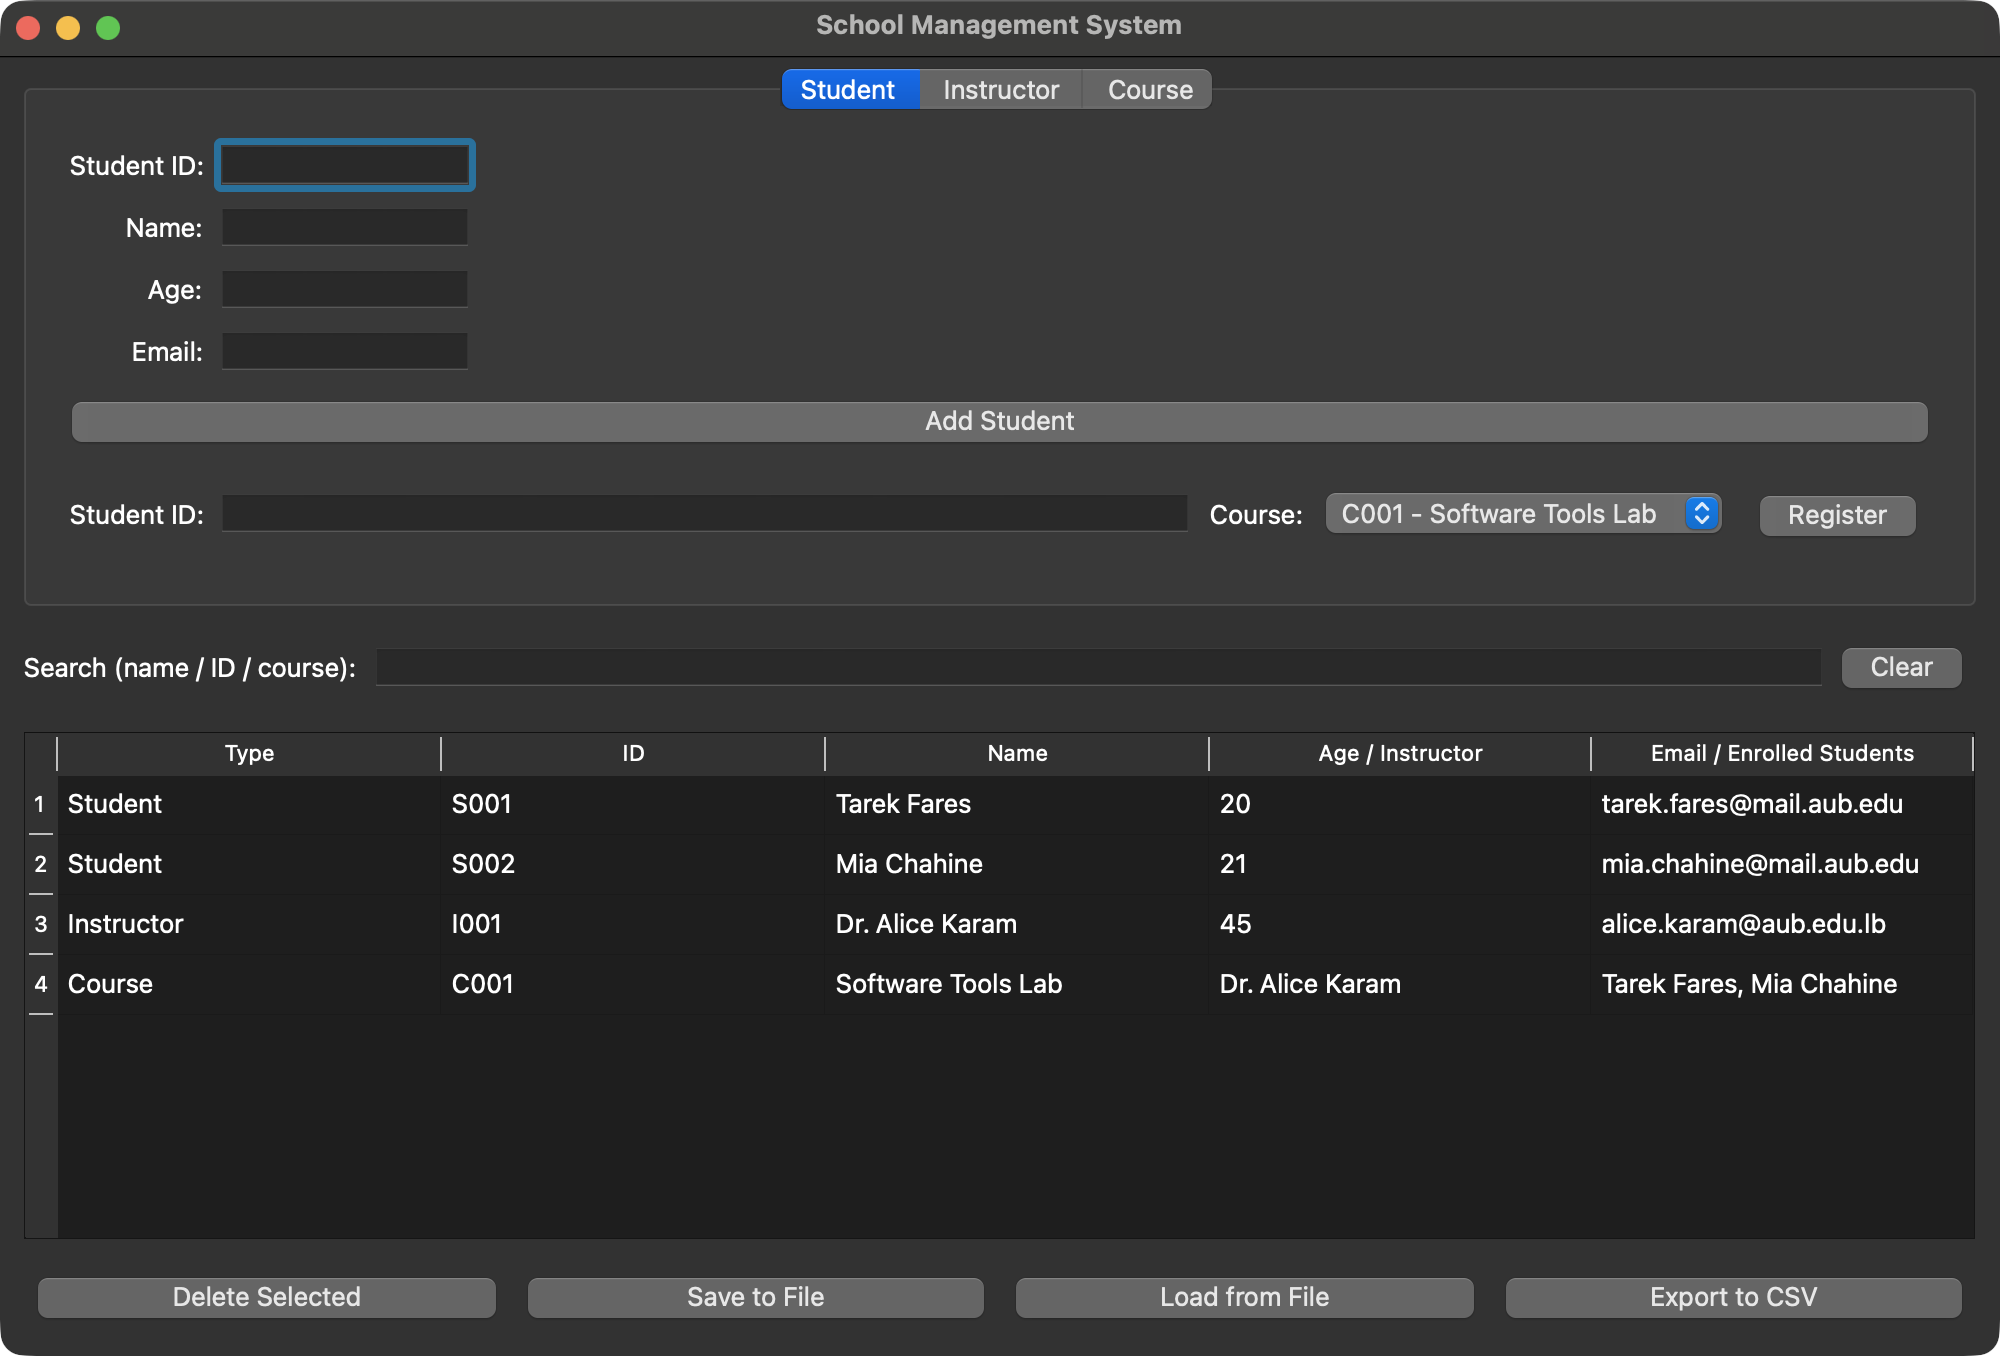 School Management System
Student Instructor Course
Student ID:
Name:
Age:
Email:
Add Student
Student ID: Course: C001 - Software Tools Lab Register
Search (name / ID / course): Clear
Type ID Name Age / Instructor Email / Enrolled Students
1 Student S001 Tarek Fares 20 tarek.fares@mail.aub.edu
2 Student S002 Mia Chahine 21 mia.chahine@mail.aub.edu
3 Instructor I001 Dr. Alice Karam 45 alice.karam@aub.edu.lb
4 Course C001 Software Tools Lab Dr. Alice Karam Tarek Fares, Mia Chahine
Delete Selected Save to File Load from File Export to CSV